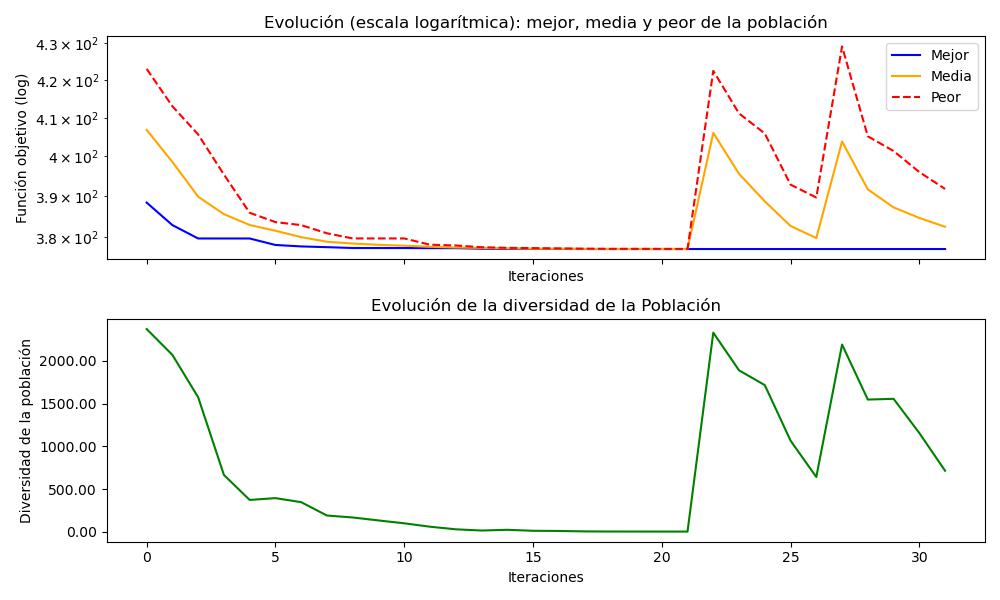 Evolución (escala logarítmica): mejor, media y peor de la población
Función objetivo (log)
4.3 × 10²
4.2 × 10²
4.1 × 10²
4 × 10²
3.9 × 10²
3.8 × 10²
Mejor
Media
Peor
Iteraciones
Evolución de la diversidad de la Población
Diversidad de la población
2000.00
1500.00
1000.00
500.00
0.00
0 5 10 15 20 25 30
Iteraciones